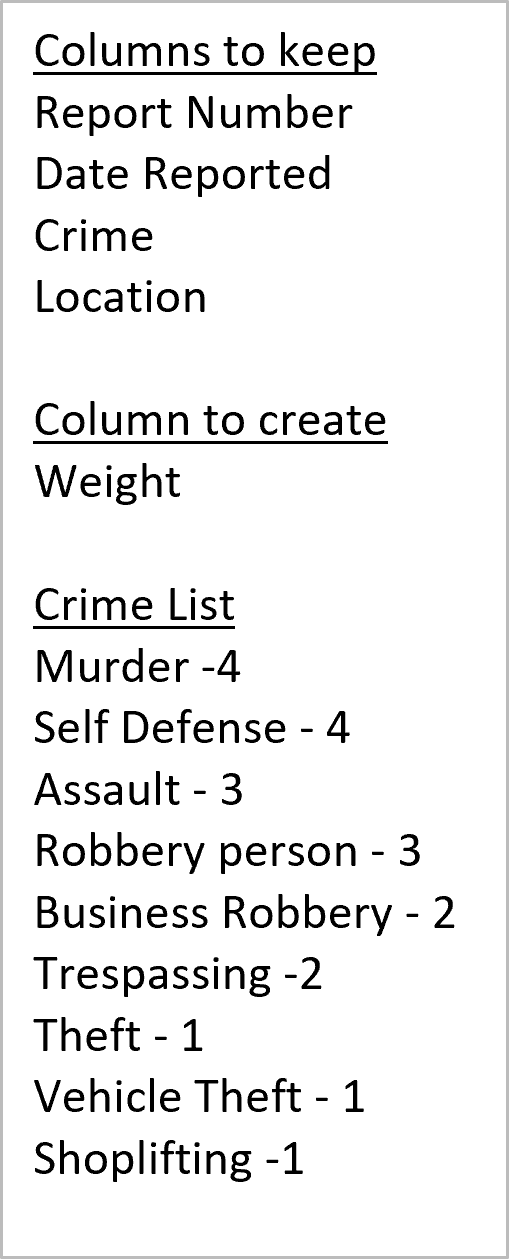 Columns to keep
Report Number
Date Reported
Crime
Location
Column to create
Weight
Crime List
Murder -4
Self Defense - 4
Assault - 3
Robbery person - 3
Business Robbery - 2
Trespassing -2
Theft - 1
Vehicle Theft - 1
Shoplifting -1